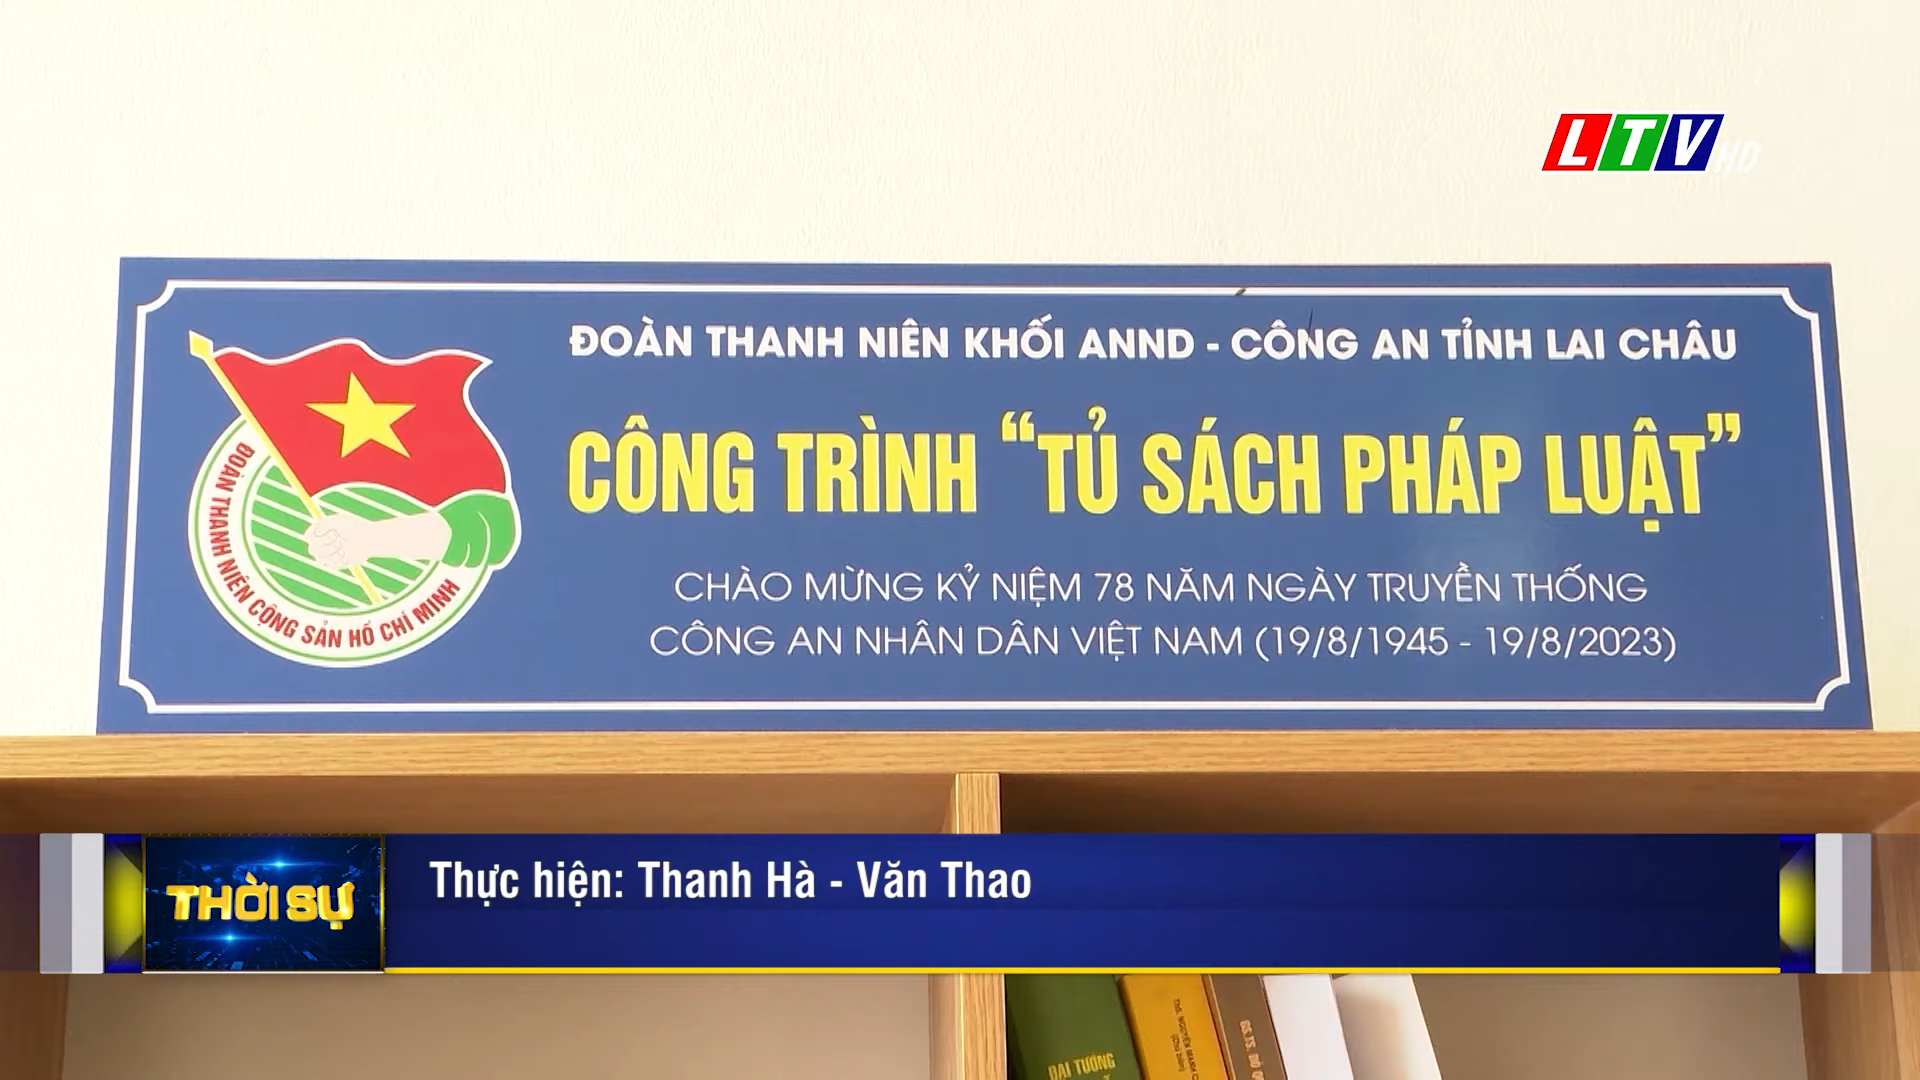 LTV HD
ĐOÀN THANH NIÊN KHỐI ANND - CÔNG AN TỈNH LAI CHÂU
CÔNG TRÌNH “TỦ SÁCH PHÁP LUẬT”
CHÀO MỪNG KỶ NIỆM 78 NĂM NGÀY TRUYỀN THỐNG
CÔNG AN NHÂN DÂN VIỆT NAM (19/8/1945 - 19/8/2023)
ĐOÀN THANH NIÊN CỘNG SẢN HỒ CHÍ MINH
THỜI SỰ
Thực hiện: Thanh Hà - Văn Thao
ĐẠI TƯỚNG